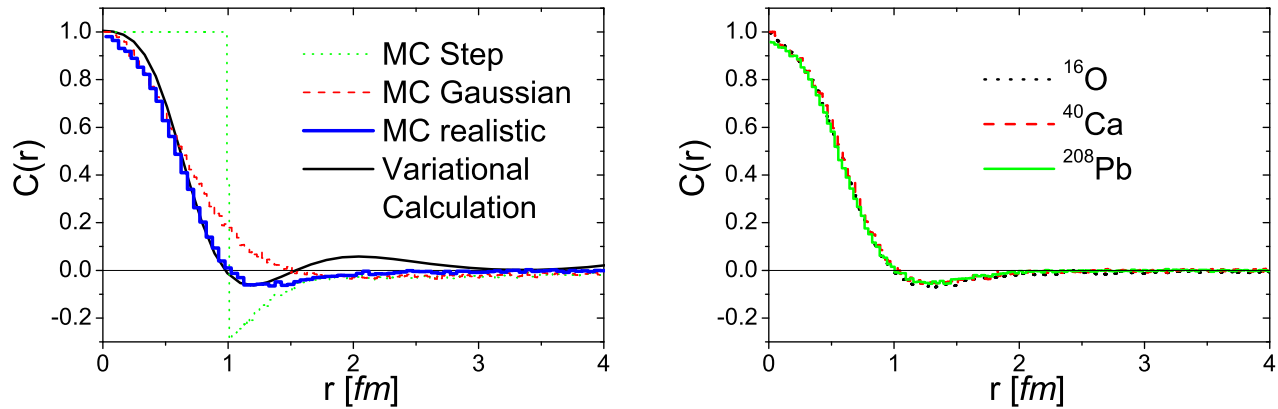 1.0
0.8
0.6
0.4
0.2
0.0
-0.2
C(r)
MC Step
MC Gaussian
MC realistic
Variational
Calculation
0 1 2 3 4
r [fm]
1.0
0.8
0.6
0.4
0.2
0.0
-0.2
C(r)
¹⁶O
⁴⁰Ca
²⁰⁸Pb
0 1 2 3 4
r [fm]